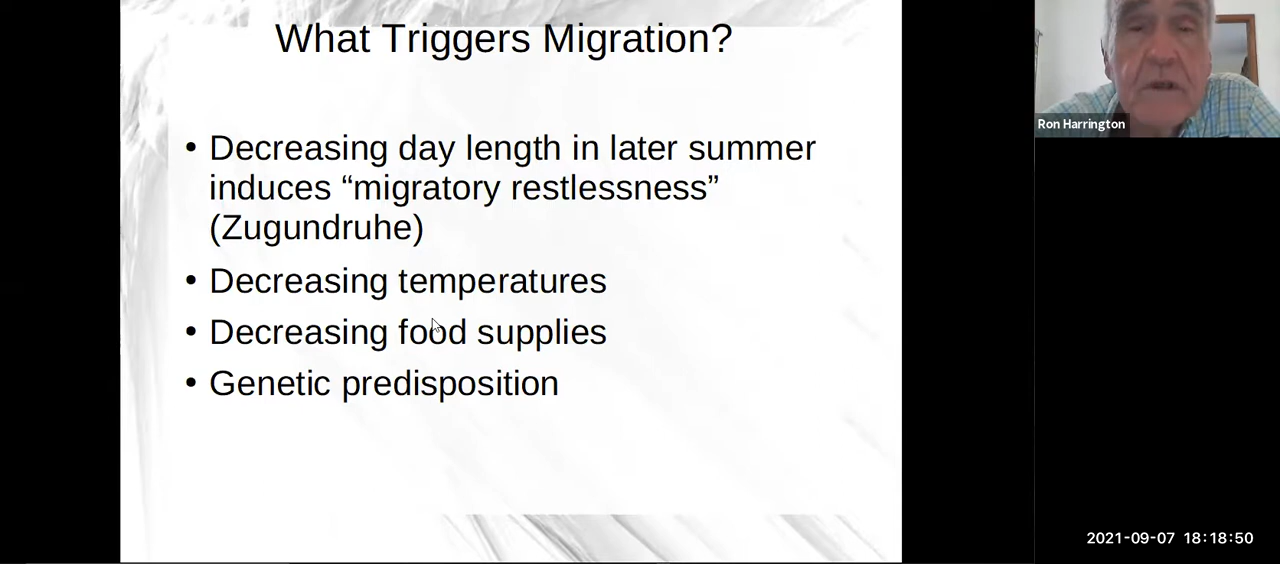 What Triggers Migration?
• Decreasing day length in later summer
induces “migratory restlessness”
(Zugundruhe)
• Decreasing temperatures
• Decreasing food supplies
• Genetic predisposition
Ron Harrington
2021-09-07 18:18:50